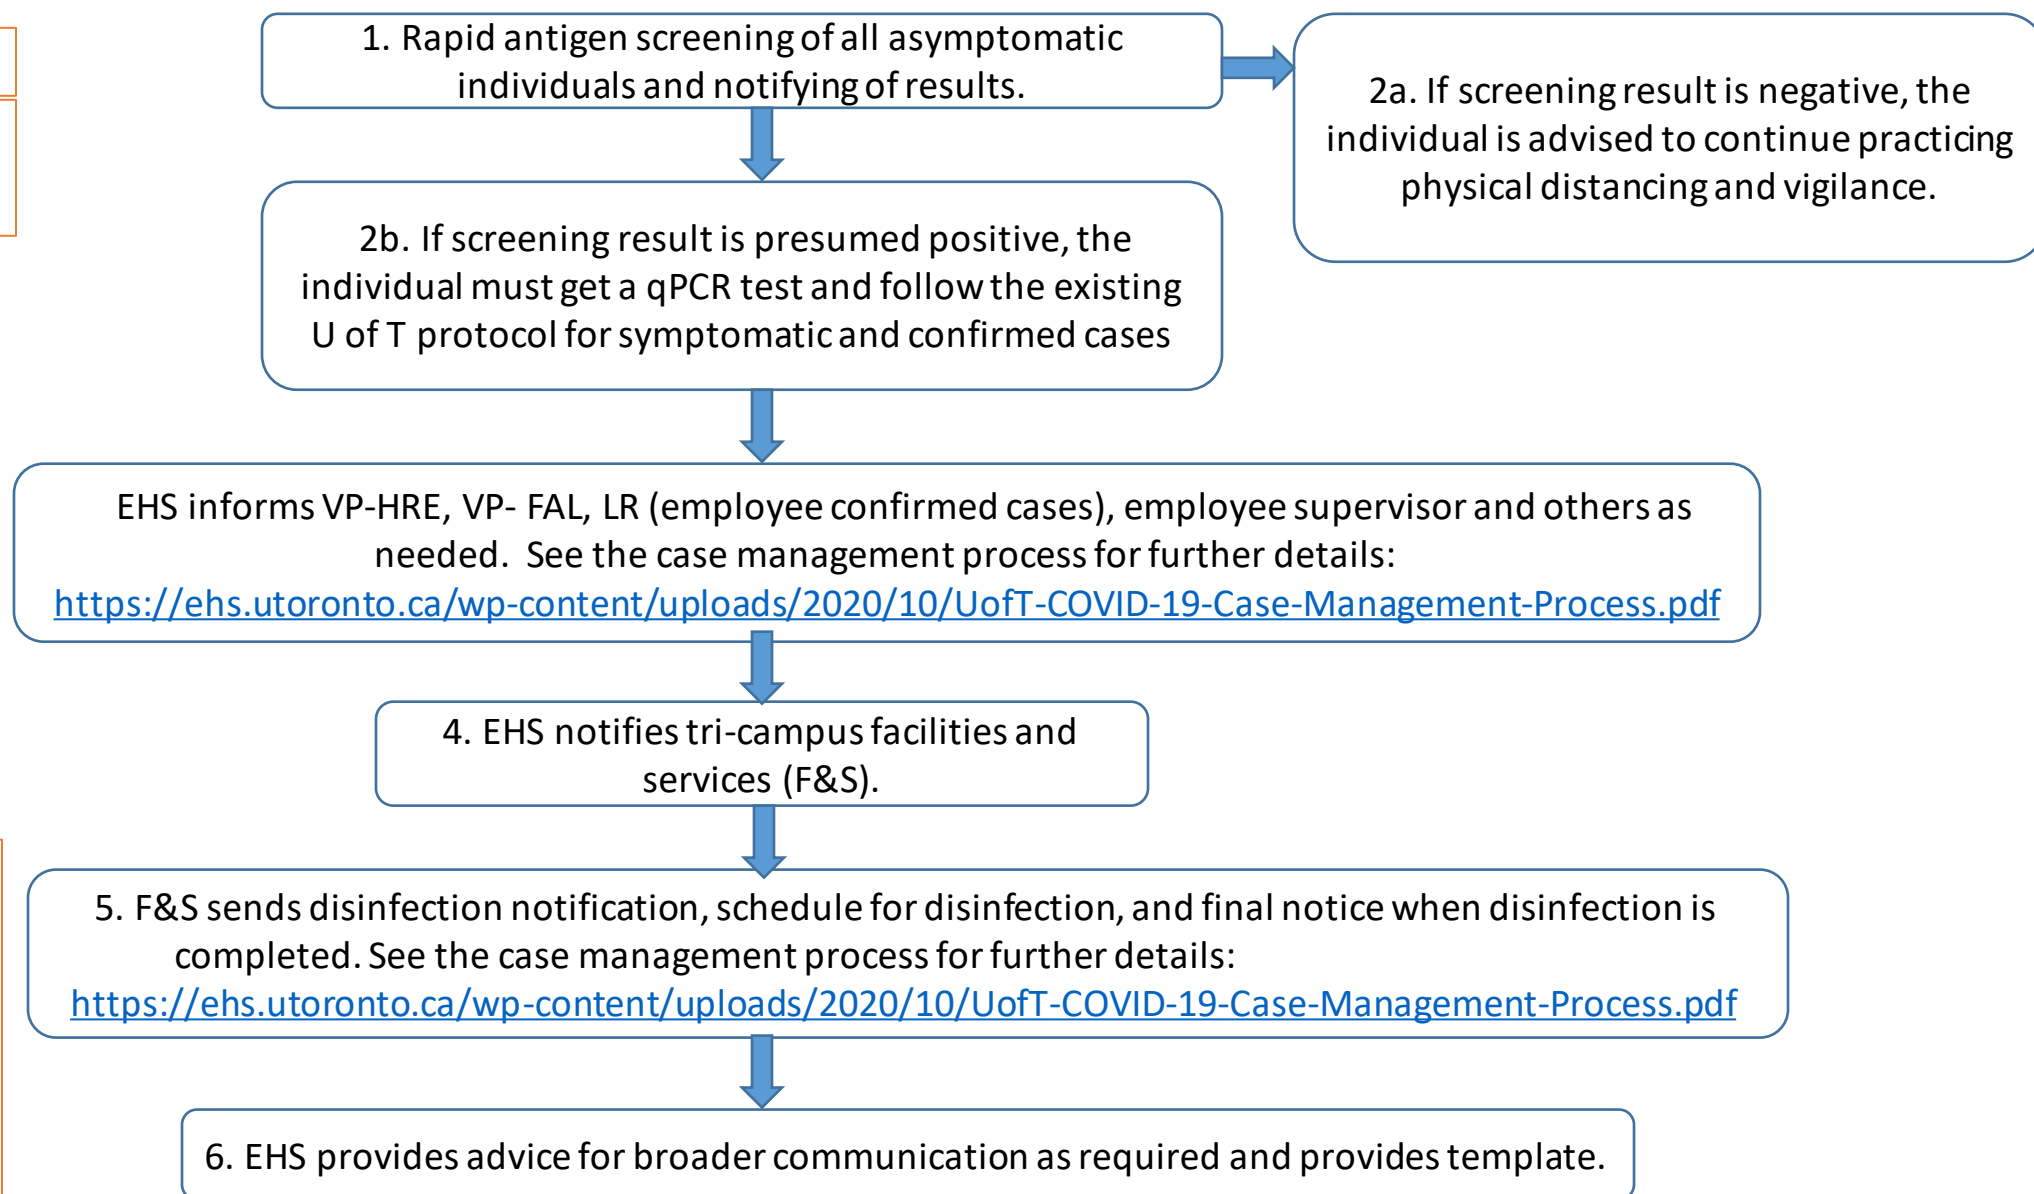 1. Rapid antigen screening of all asymptomatic
individuals and notifying of results.
2a. If screening result is negative, the
individual is advised to continue practicing
physical distancing and vigilance.
2b. If screening result is presumed positive, the
individual must get a qPCR test and follow the existing
U of T protocol for symptomatic and confirmed cases
EHS informs VP-HRE, VP- FAL, LR (employee confirmed cases), employee supervisor and others as
needed.  See the case management process for further details:
https://ehs.utoronto.ca/wp-content/uploads/2020/10/UofT-COVID-19-Case-Management-Process.pdf
4. EHS notifies tri-campus facilities and
services (F&S).
5. F&S sends disinfection notification, schedule for disinfection, and final notice when disinfection is
completed. See the case management process for further details:
https://ehs.utoronto.ca/wp-content/uploads/2020/10/UofT-COVID-19-Case-Management-Process.pdf
6. EHS provides advice for broader communication as required and provides template.